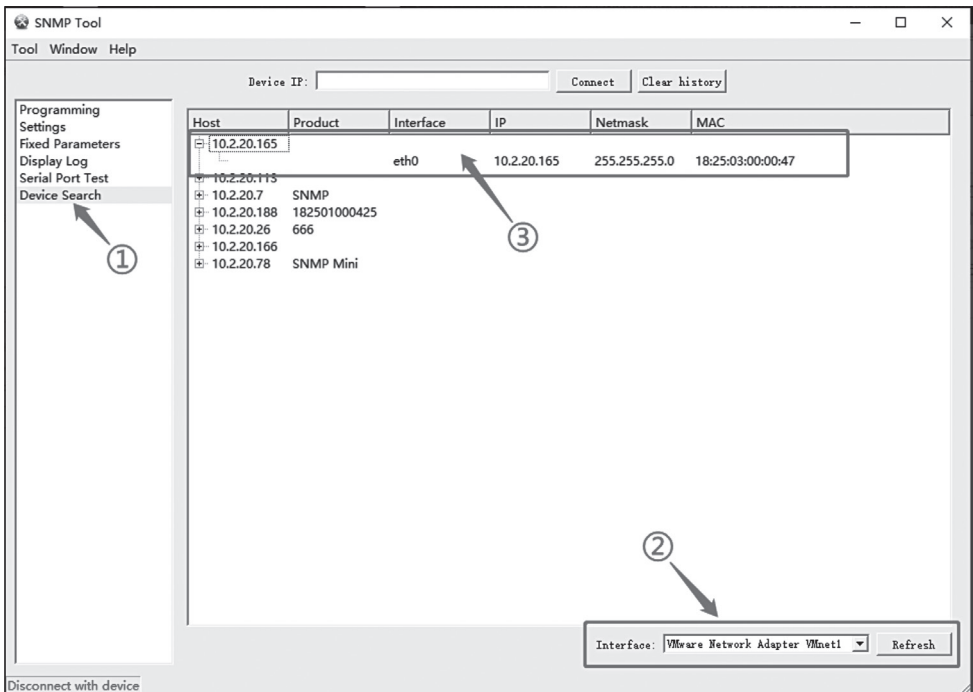 SNMP Tool
Tool Window Help
Device IP: Connect Clear history
Programming
Settings
Fixed Parameters
Display Log
Serial Port Test
Device Search
①
Host Product Interface IP Netmask MAC
10.2.20.165
eth0 10.2.20.165 255.255.255.0 18:25:03:00:00:47
10.2.20.113
10.2.20.7 SNMP
10.2.20.188 182501000425
10.2.20.26 666
10.2.20.166
10.2.20.78 SNMP Mini
③
②
Interface: VMware Network Adapter VMnet1 Refresh
Disconnect with device